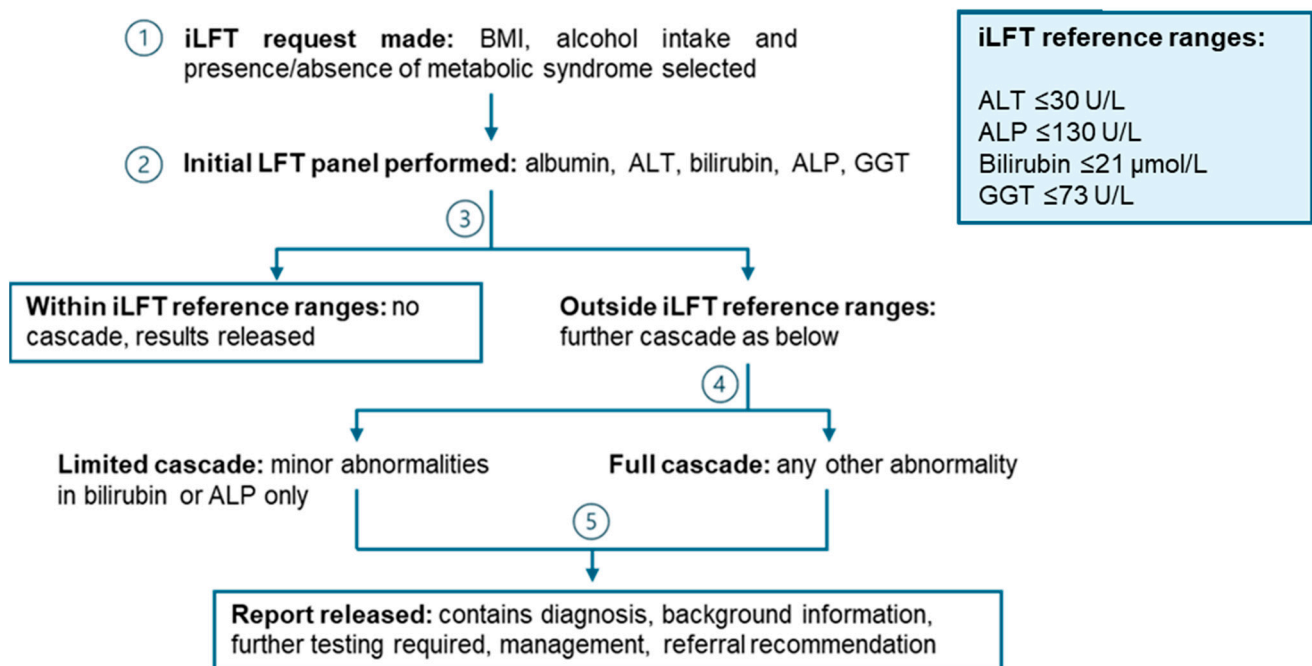 ① iLFT request made: BMI, alcohol intake and
presence/absence of metabolic syndrome selected
② Initial LFT panel performed: albumin, ALT, bilirubin, ALP, GGT
iLFT reference ranges:
ALT ≤30 U/L
ALP ≤130 U/L
Bilirubin ≤21 µmol/L
GGT ≤73 U/L
③
Within iLFT reference ranges: no
cascade, results released
Outside iLFT reference ranges:
further cascade as below
④
Limited cascade: minor abnormalities
in bilirubin or ALP only
Full cascade: any other abnormality
⑤
Report released: contains diagnosis, background information,
further testing required, management, referral recommendation